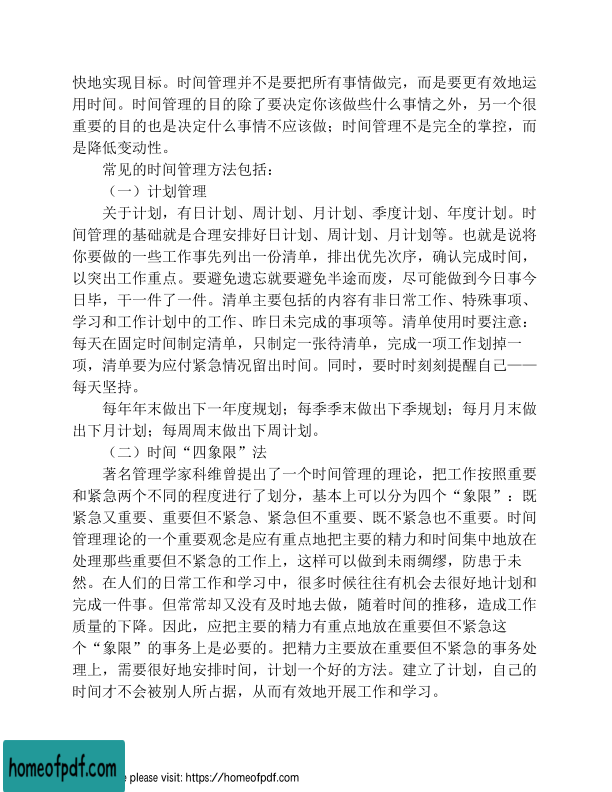 快地实现目标。时间管理并不是要把所有事情做完，而是要更有效地运
用时间。时间管理的目的除了要决定你该做些什么事情之外，另一个很
重要的目的也是决定什么事情不应该做；时间管理不是完全的掌控，而
是降低变动性。
常见的时间管理方法包括：
（一）计划管理
关于计划，有日计划、周计划、月计划、季度计划、年度计划。时
间管理的基础就是合理安排好日计划、周计划、月计划等。也就是说将
你要做的一些工作事先列出一份清单，排出优先次序，确认完成时间，
以突出工作重点。要避免遗忘就要避免半途而废，尽可能做到今日事今
日毕，干一件了一件。清单主要包括的内容有非日常工作、特殊事项、
学习和工作计划中的工作、昨日未完成的事项等。清单使用时要注意：
每天在固定时间制定清单，只制定一张待清单，完成一项工作划掉一
项，清单要为应付紧急情况留出时间。同时，要时时刻刻提醒自己——
每天坚持。
每年年末做出下一年度规划；每季季末做出下季规划；每月月末做
出下月计划；每周周末做出下周计划。
（二）时间“四象限”法
著名管理学家科维曾提出了一个时间管理的理论，把工作按照重要
和紧急两个不同的程度进行了划分，基本上可以分为四个“象限”：既
紧急又重要、重要但不紧急、紧急但不重要、既不紧急也不重要。时间
管理理论的一个重要观念是应有重点地把主要的精力和时间集中地放在
处理那些重要但不紧急的工作上，这样可以做到未雨绸缪，防患于未
然。在人们的日常工作和学习中，很多时候往往有机会去很好地计划和
完成一件事。但常常却又没有及时地去做，随着时间的推移，造成工作
质量的下降。因此，应把主要的精力有重点地放在重要但不紧急这
个“象限”的事务上是必要的。把精力主要放在重要但不紧急的事务处
理上，需要很好地安排时间，计划一个好的方法。建立了计划，自己的
时间才不会被别人所占据，从而有效地开展工作和学习。
homeofpdf.com
please visit: https://homeofpdf.com